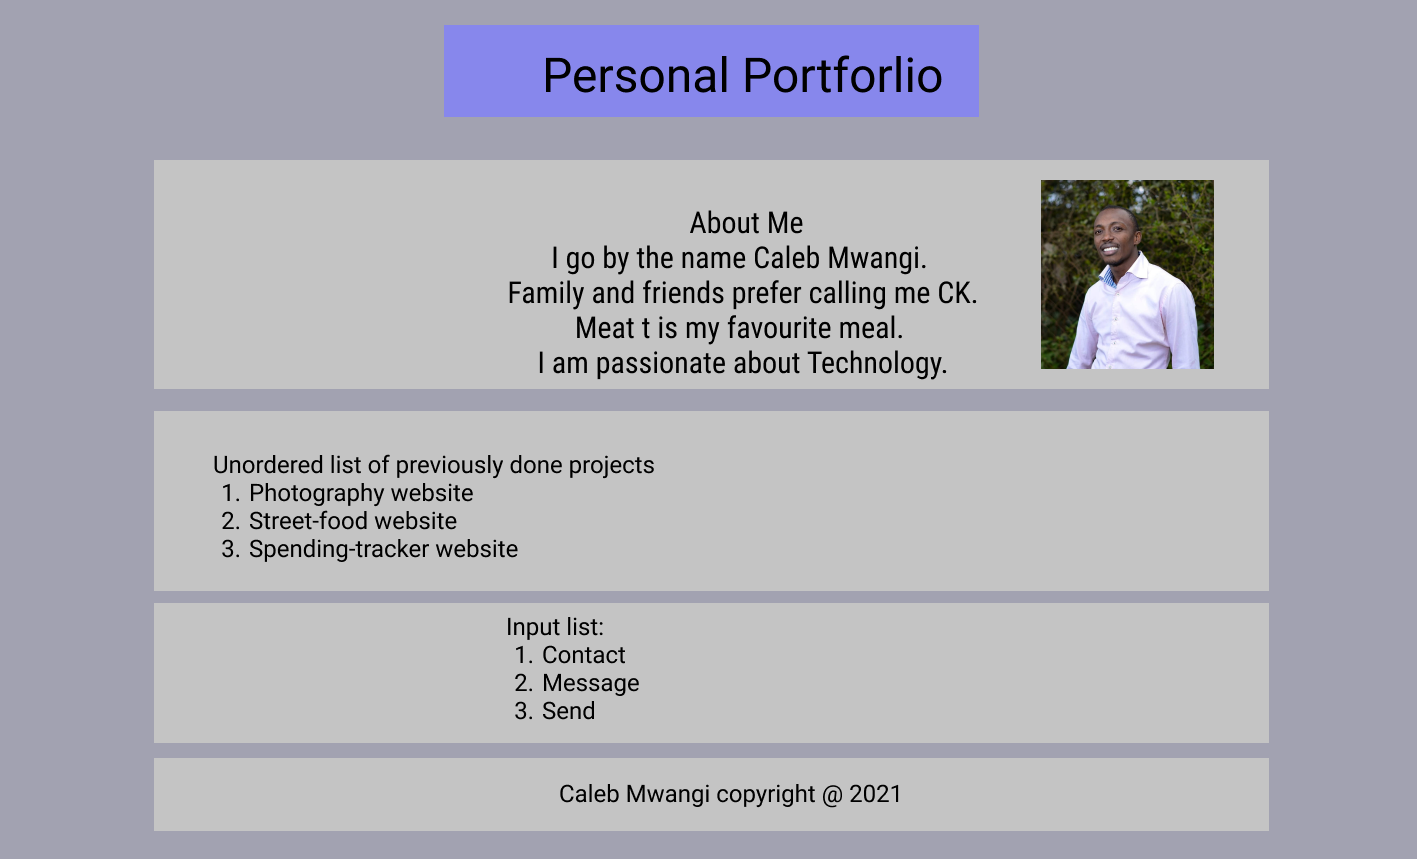 Personal Portforlio
About Me
I go by the name Caleb Mwangi.
Family and friends prefer calling me CK.
Meat t is my favourite meal.
I am passionate about Technology.
Unordered list of previously done projects
1. Photography website
2. Street-food website
3. Spending-tracker website
Input list:
1. Contact
2. Message
3. Send
Caleb Mwangi copyright @ 2021